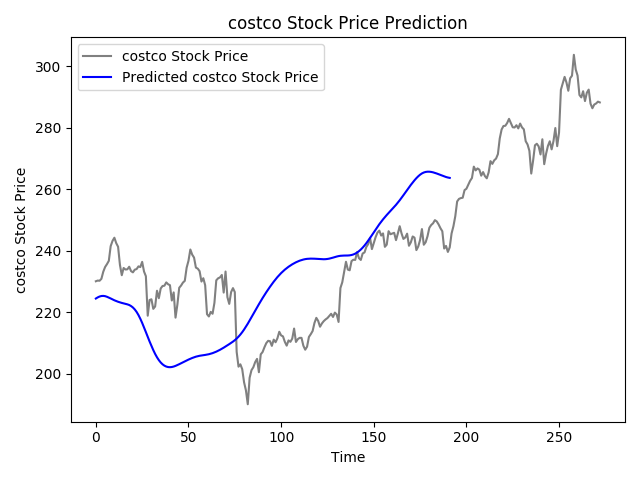 costco Stock Price Prediction
costco Stock Price
Predicted costco Stock Price
300
280
260
240
220
200
costco Stock Price
0 50 100 150 200 250
Time